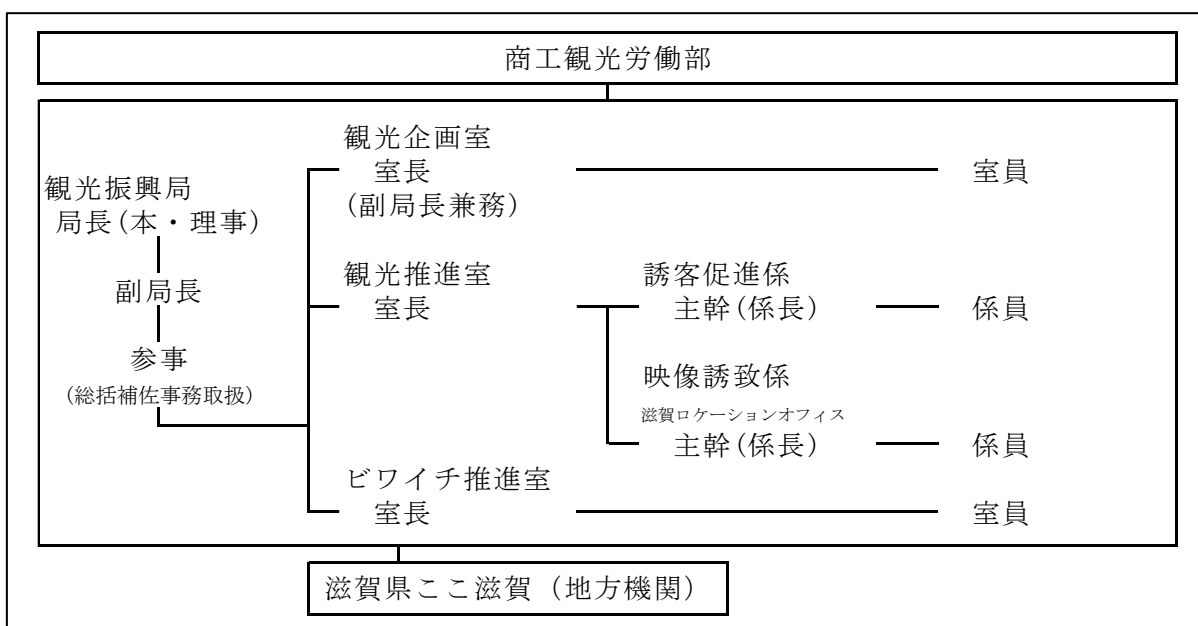 商工観光労働部
観光振興局
局長(本・理事)
副局長
参事
(総括補佐事務取扱)
観光企画室
室長
(副局長兼務)
室員
観光推進室
室長
誘客促進係
主幹(係長)
係員
映像誘致係
滋賀ロケーションオフィス
主幹(係長)
係員
ビワイチ推進室
室長
室員
滋賀県ここ滋賀（地方機関）